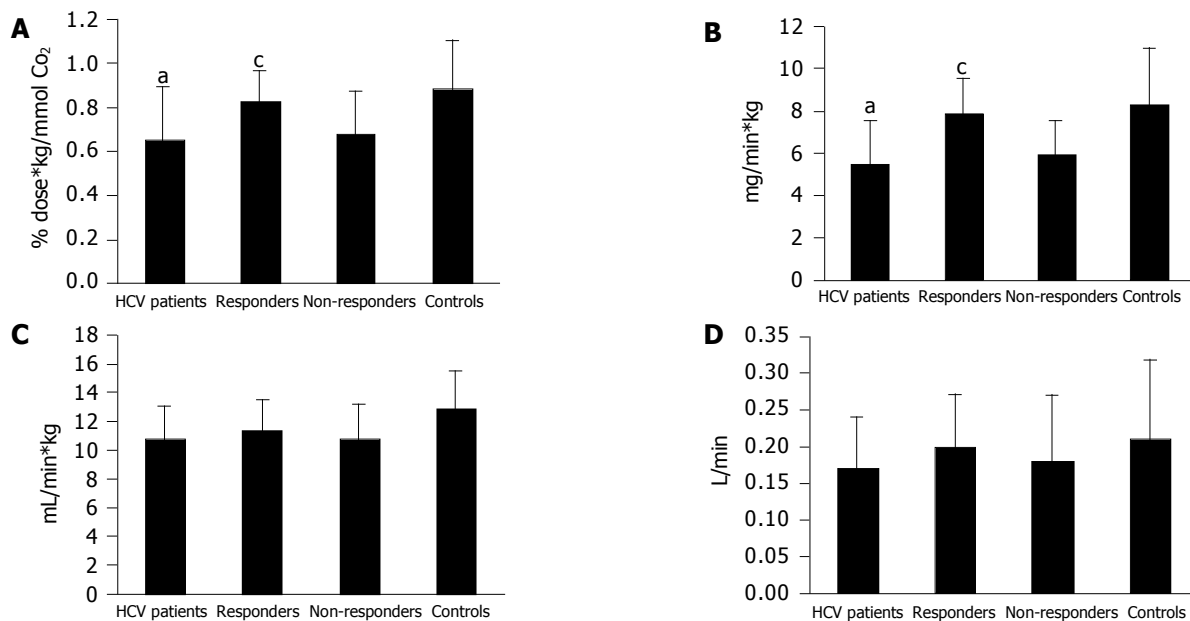 A
% dose*kg/mmol Co₂
1.2
1.0
0.8
0.6
0.4
0.2
0.0
a
c
HCV patients Responders Non-responders Controls
B
mg/min*kg
12
10
8
6
4
2
0
a
c
HCV patients Responders Non-responders Controls
C
mL/min*kg
18
16
14
12
10
8
6
4
2
0
HCV patients Responders Non-responders Controls
D
L/min
0.35
0.30
0.25
0.20
0.15
0.10
0.05
0.00
HCV patients Responders Non-responders Controls